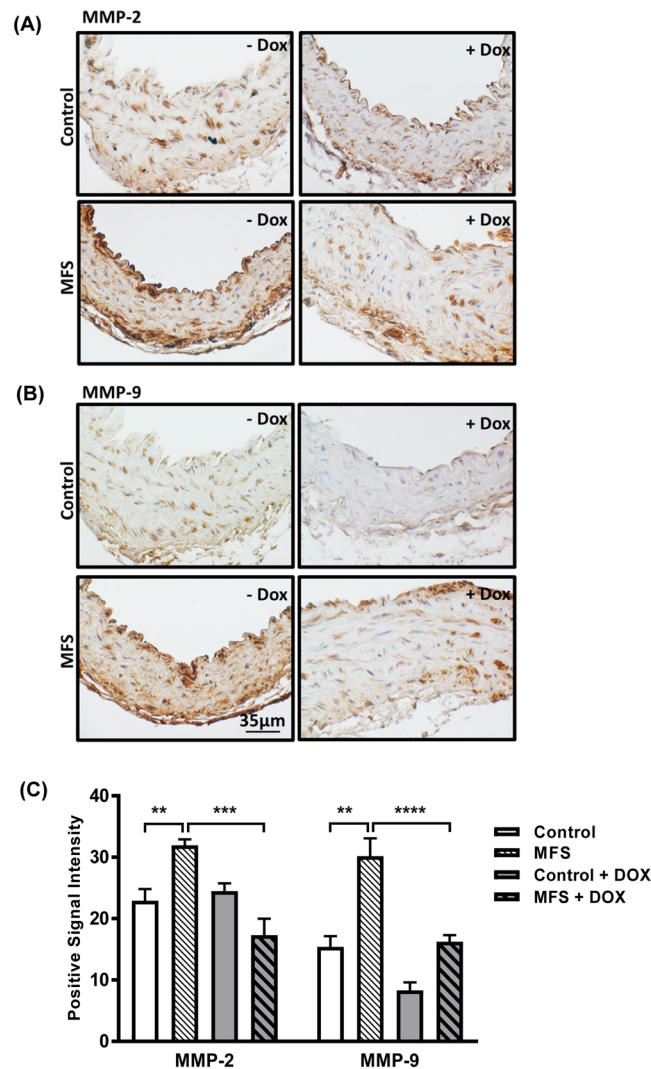 (A)
MMP-2
Control
- Dox
+ Dox
MFS
- Dox
+ Dox
(B)
MMP-9
Control
- Dox
+ Dox
MFS
- Dox
+ Dox
35µm
(C)
Positive Signal Intensity
40
30
20
10
0
** *** ** ****
MMP-2 MMP-9
Control
MFS
Control + DOX
MFS + DOX